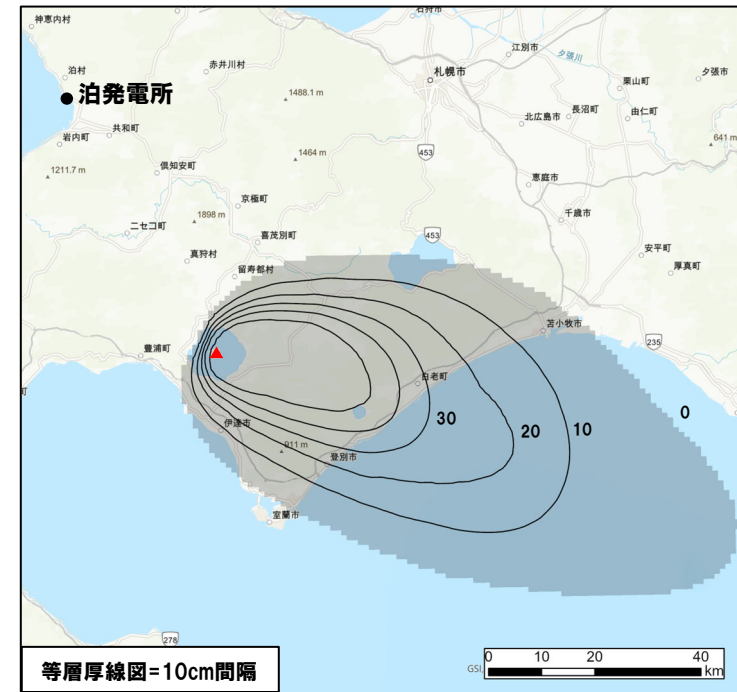 神恵内村
石狩市
江別市
夕張川
泊村
赤井川村
札幌市
栗山町
夕張市
泊発電所
1488.1 m
北広島市
長沼町
由仁町
岩内町
共和町
453
641 m
1211.7 m
倶知安町
1464 m
恵庭市
京極町
千歳市
ニセコ町
1898 m
喜茂別町
453
安平町
真狩村
留寿都村
厚真町
苫小牧市
235
豊浦町
白老町
町
伊達市
30
20
10
0
911 m
登別市
室蘭市
278
等層厚線図=10cm間隔
GSI,
0 10 20 40
km